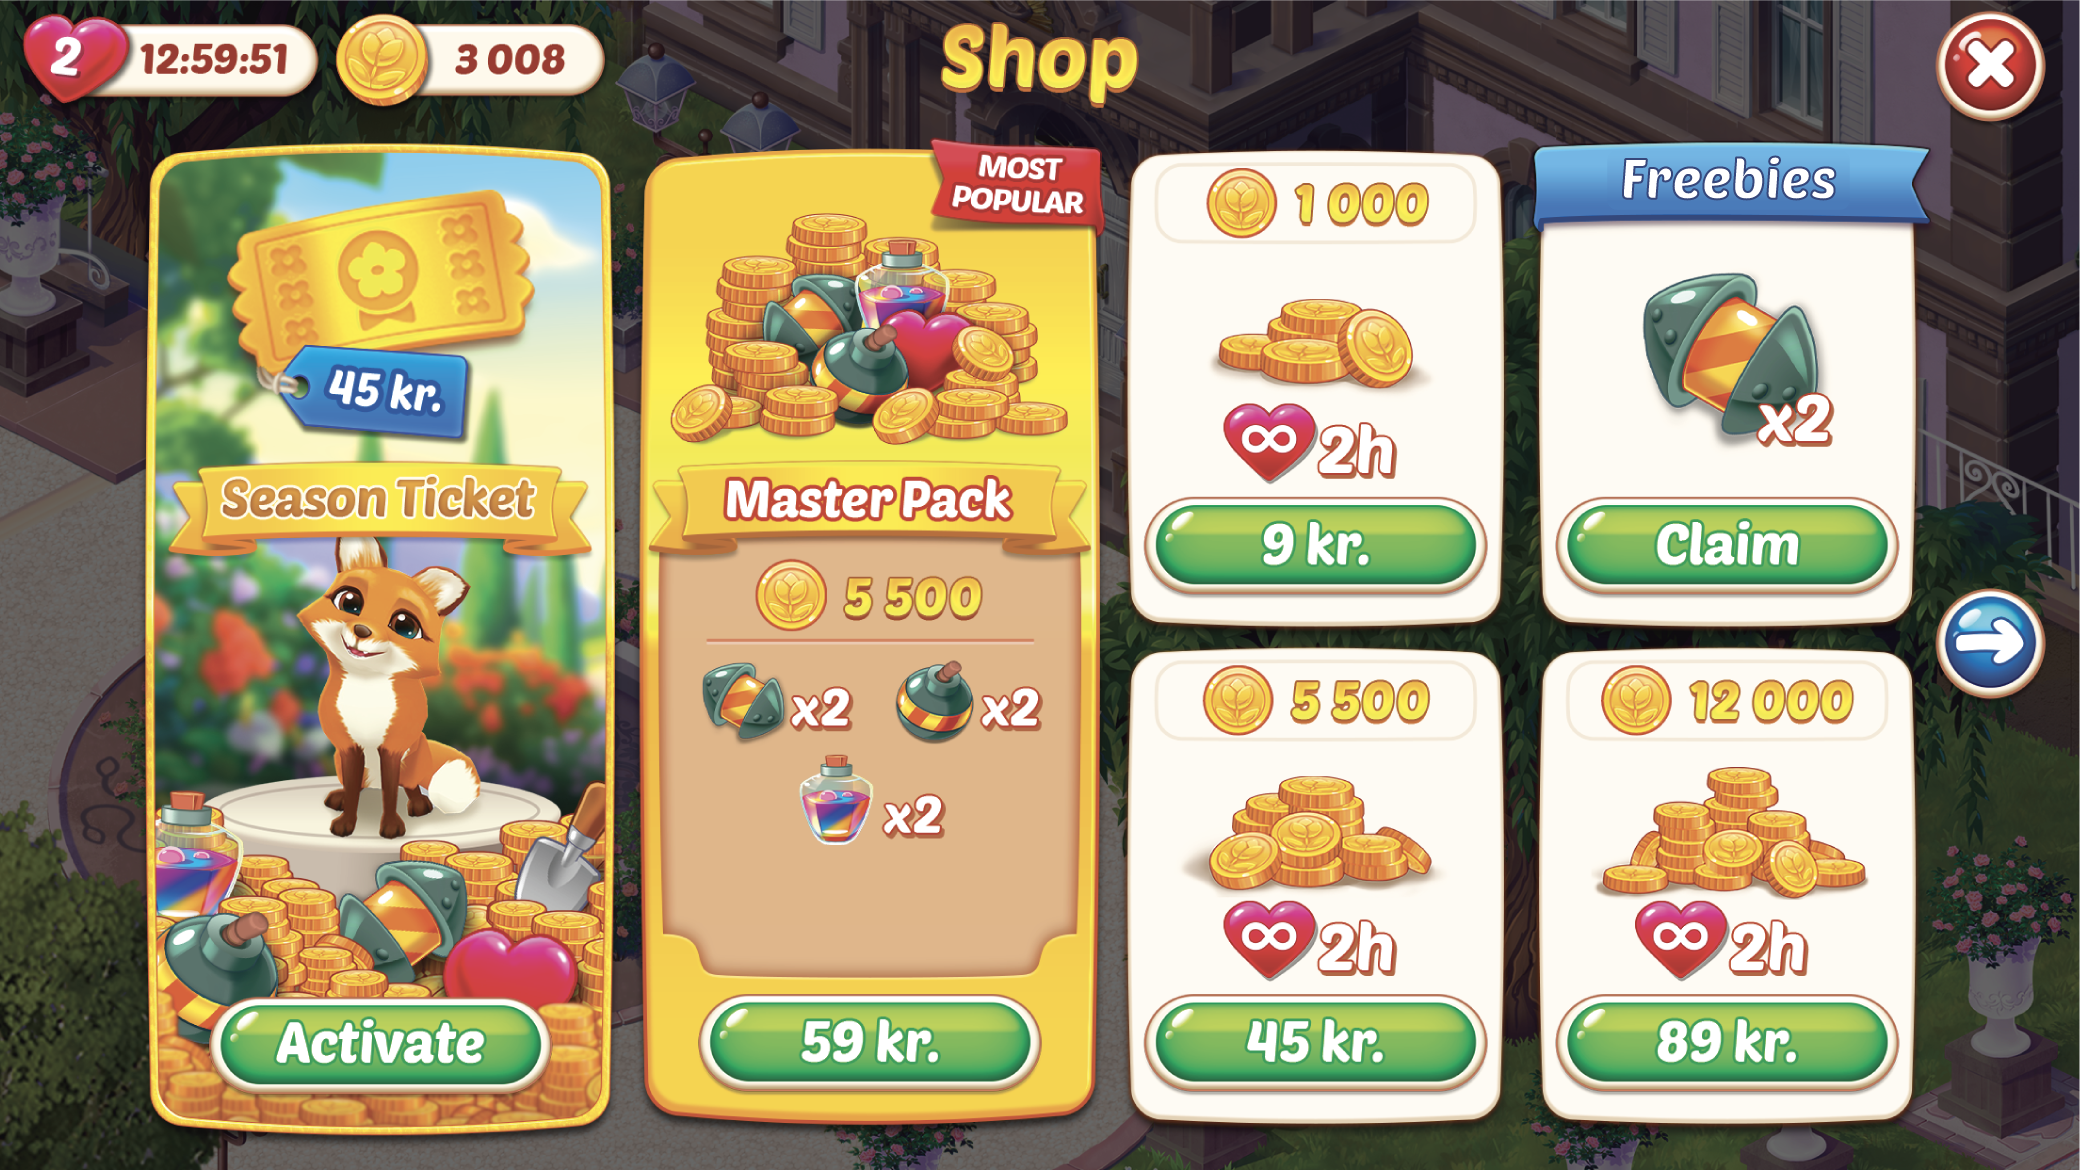 2
12:59:51
3 008
Shop
45 kr.
Season Ticket
Activate
MOST
POPULAR
Master Pack
5 500
x2
x2
x2
59 kr.
1 000
2h
9 kr.
Freebies
x2
Claim
5 500
2h
45 kr.
12 000
2h
89 kr.